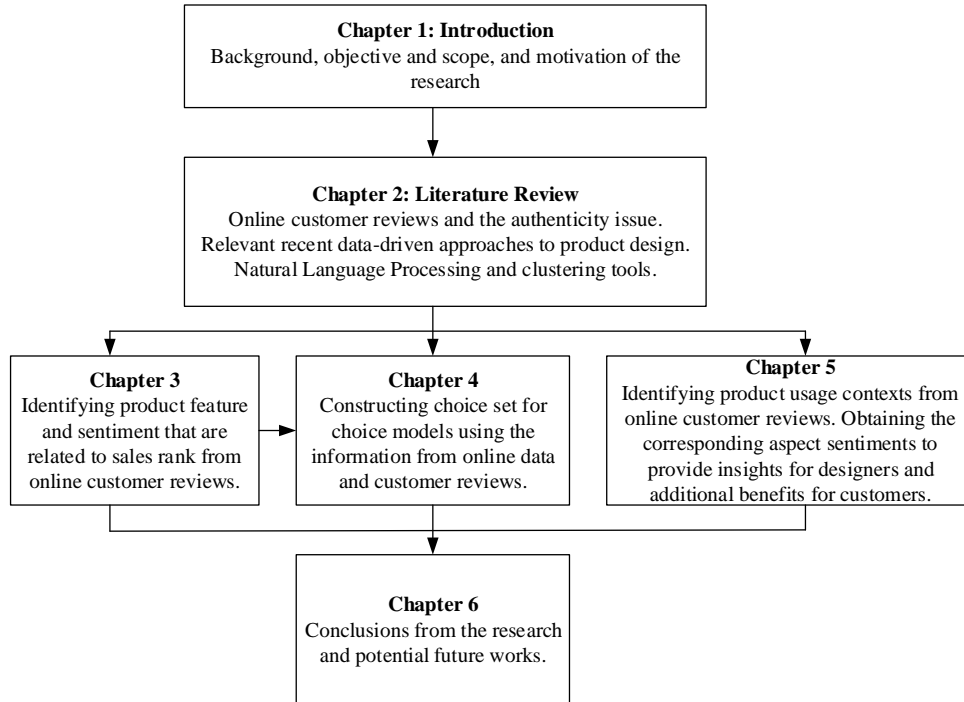 Chapter 1: Introduction
Background, objective and scope, and motivation of the
research
Chapter 2: Literature Review
Online customer reviews and the authenticity issue.
Relevant recent data-driven approaches to product design.
Natural Language Processing and clustering tools.
Chapter 3
Identifying product feature
and sentiment that are
related to sales rank from
online customer reviews.
Chapter 4
Constructing choice set for
choice models using the
information from online data
and customer reviews.
Chapter 5
Identifying product usage contexts from
online customer reviews. Obtaining the
corresponding aspect sentiments to
provide insights for designers and
additional benefits for customers.
Chapter 6
Conclusions from the research
and potential future works.